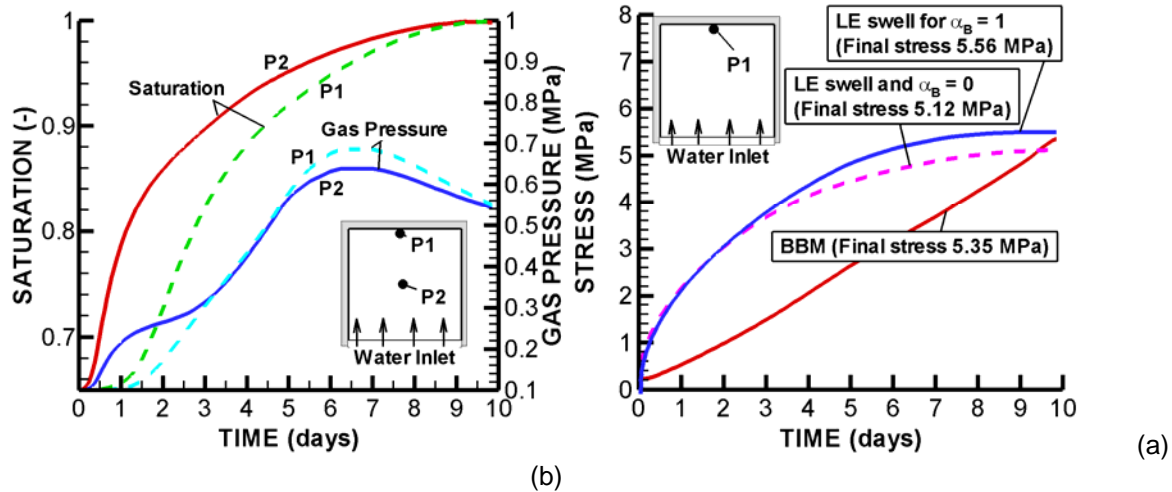 1
0.9
0.8
0.7
SATURATION (-)
P2
Saturation
P1
Gas Pressure
P1
P2
P1
P2
Water Inlet
1
0.9
0.8
0.7
0.6
0.5
0.4
0.3
0.2
0.1
GAS PRESSURE (MPa)
0 1 2 3 4 5 6 7 8 9 10
TIME (days)
(b)
8
7
6
5
4
3
2
1
0
STRESS (MPa)
P1
Water Inlet
LE swell for αB = 1
(Final stress 5.56 MPa)
LE swell and αB = 0
(Final stress 5.12 MPa)
BBM (Final stress 5.35 MPa)
0 1 2 3 4 5 6 7 8 9 10
TIME (days)
(a)